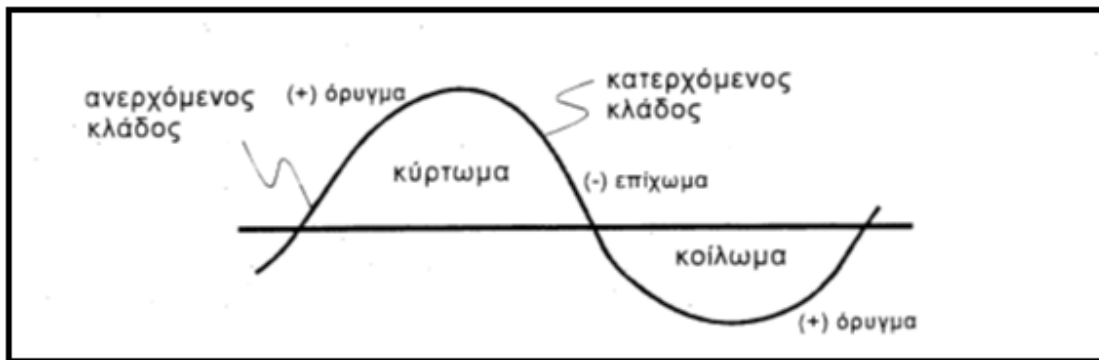 ανερχόμενος
κλάδος
(+) όρυγμα
κατερχόμενος
κλάδος
κύρτωμα
(-) επίχωμα
κοίλωμα
(+) όρυγμα